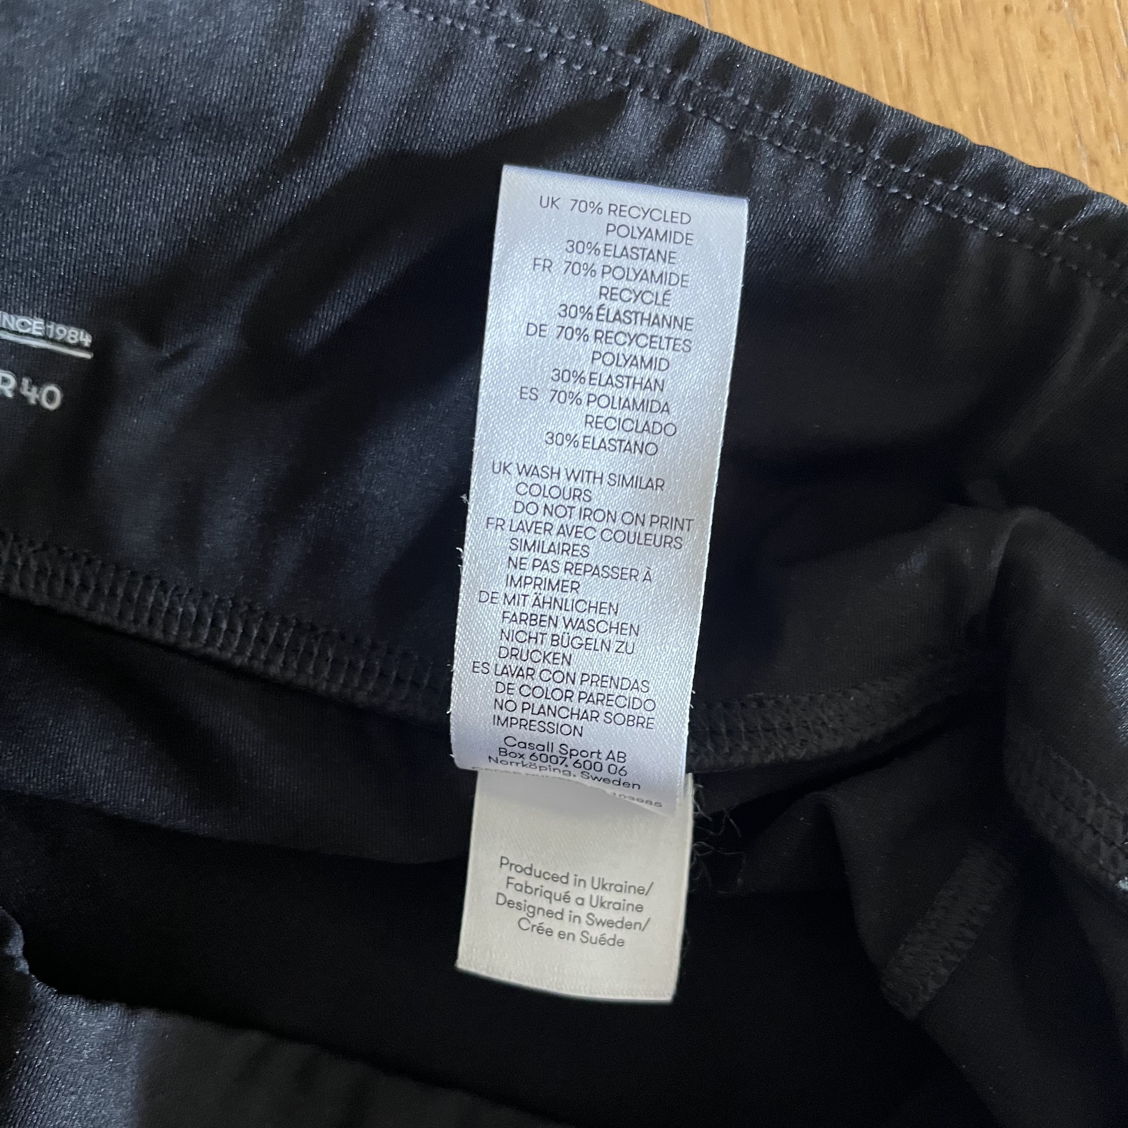 1984
40
UK 70% RECYCLED
POLYAMIDE
30% ELASTANE
FR 70% POLYAMIDE
RECYCLÉ
30% ÉLASTHANNE
DE 70% RECYCELTES
POLYAMID
30% ELASTHAN
ES 70% POLIAMIDA
RECICLADO
30% ELASTANO
UK WASH WITH SIMILAR
COLOURS
DO NOT IRON ON PRINT
FR LAVER AVEC COULEURS
SIMILAIRES
NE PAS REPASSER À
IMPRIMER
DE MIT ÄHNLICHEN
FARBEN WASCHEN
NICHT BÜGELN ZU
DRUCKEN
ES LAVAR CON PRENDAS
DE COLOR PARECIDO
NO PLANCHAR SOBRE
IMPRESSION
Casall Sport AB
Box 6007, 600 06
Norrköping, Sweden
Produced in Ukraine/
Fabriqué a Ukraine
Designed in Sweden/
Crée en Suéde